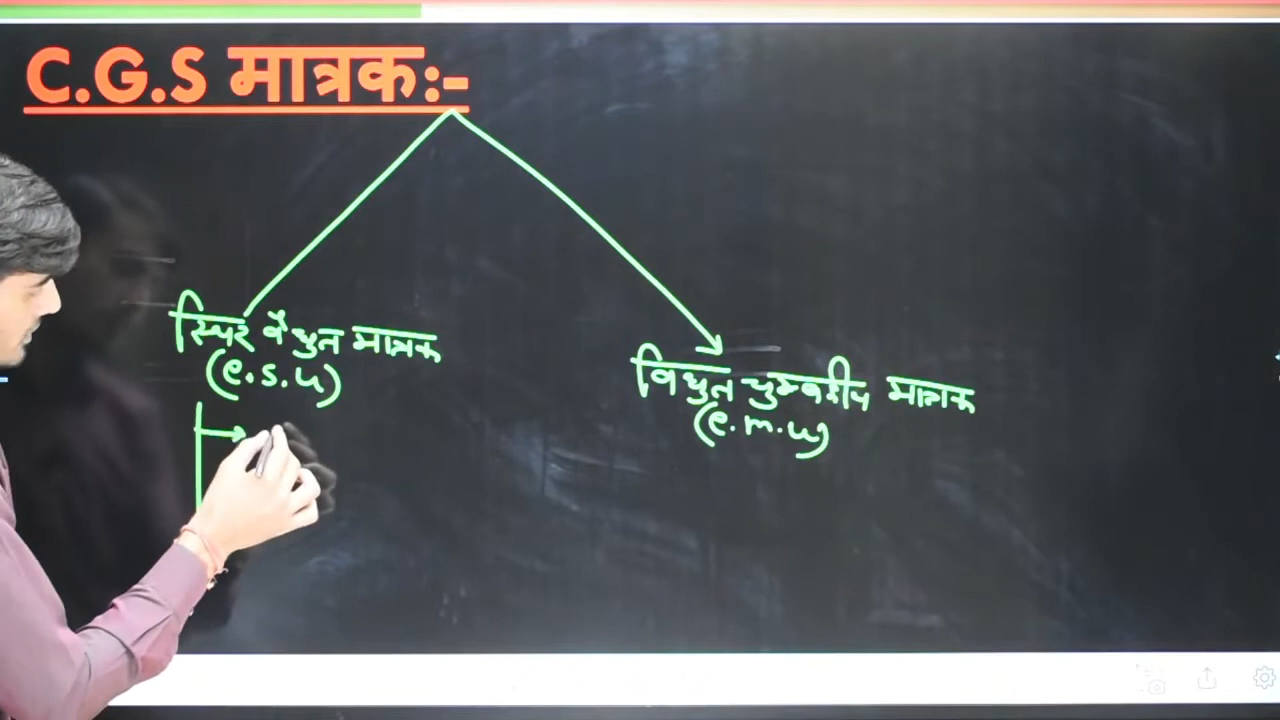 C.G.S मात्रक:-
स्थिर वैधुत मात्रक
(e.s.u)
विधुत चुम्बकीय मात्रक
(e.m.u)